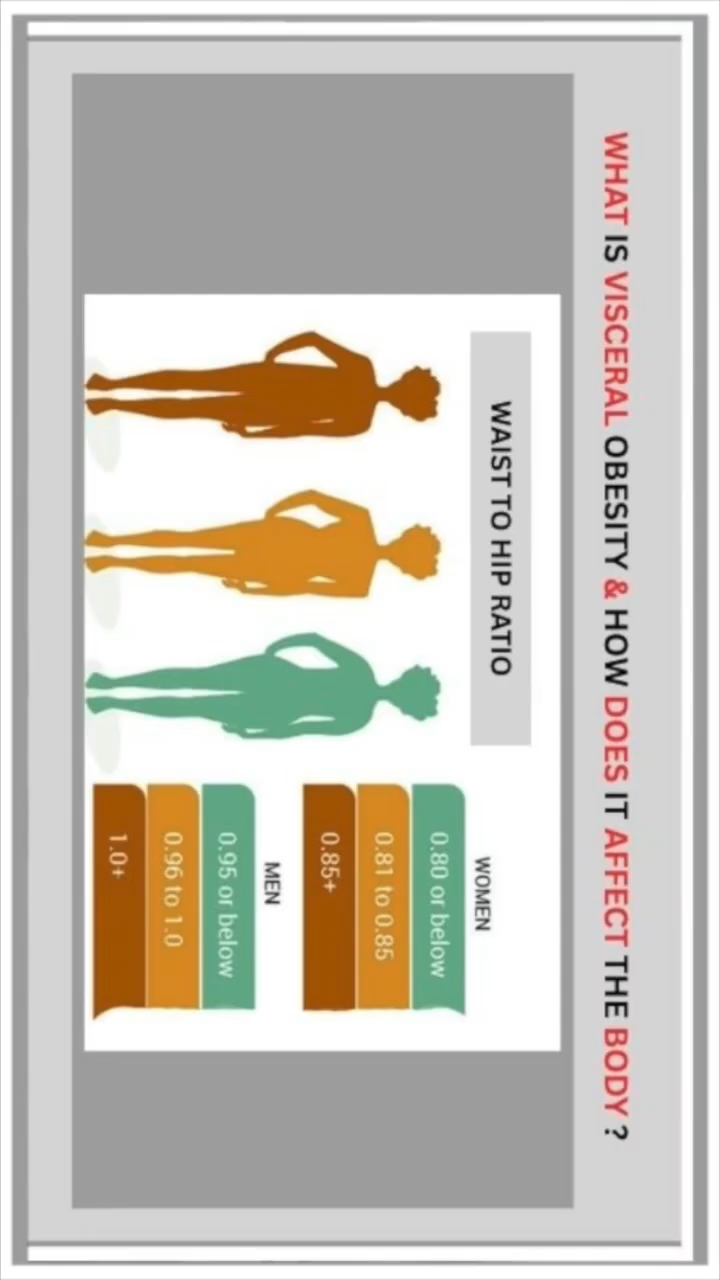 WHAT IS VISCERAL OBESITY & HOW DOES IT AFFECT THE BODY ?
WAIST TO HIP RATIO
WOMEN
0.80 or below
0.81 to 0.85
0.85+
MEN
0.95 or below
0.96 to 1.0
1.0+